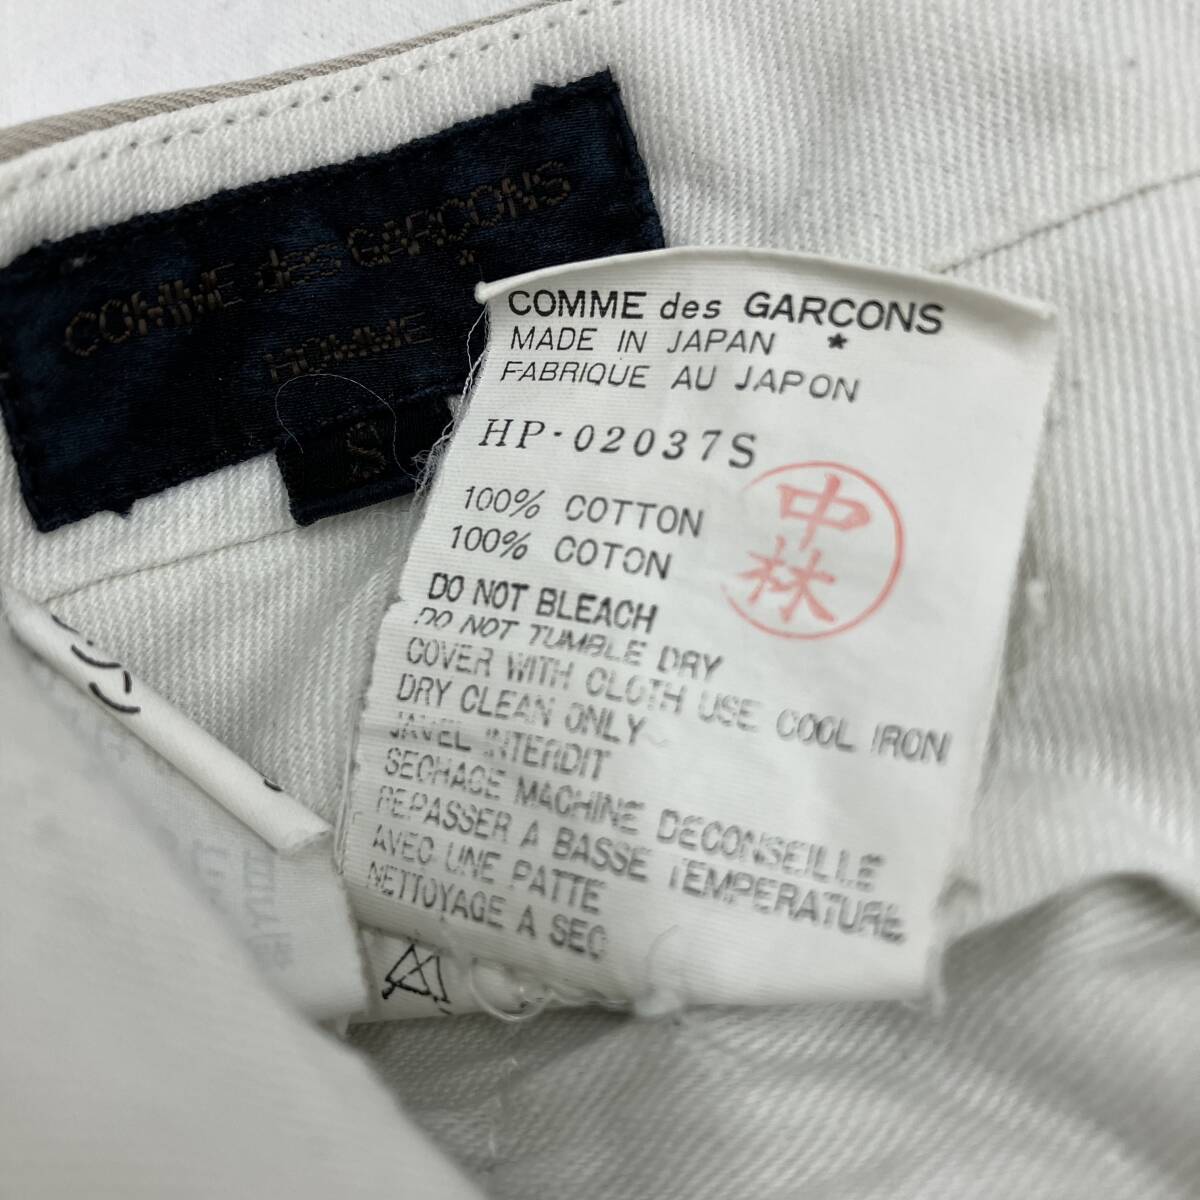 COMME des GARÇONS
HOMME
S
COMME des GARÇONS
MADE IN JAPAN *
FABRIQUE AU JAPON
HP-02037S
100% COTTON
100% COTON
中林
DO NOT BLEACH
DO NOT TUMBLE DRY
COVER WITH CLOTH USE COOL IRON
DRY CLEAN ONLY
JAVEL INTERDIT
SECHAGE MACHINE DECONSEILLE
REPASSER A BASSE TEMPERATURE
AVEC UNE PATTE
NETTOYAGE A SEC